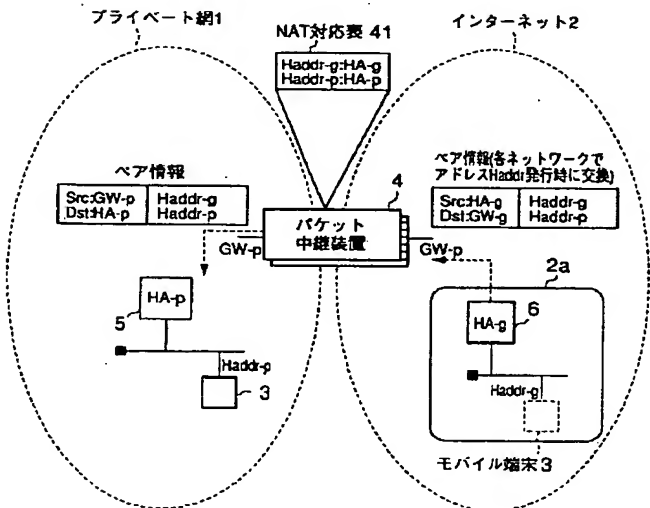 プライベート網1
NAT対応表 41
インターネット2
Haddr-g:HA-g
Haddr-p:HA-p
ペア情報
Src:GW-p
Dst:HA-p
Haddr-g
Haddr-p
ペア情報(各ネットワークで
アドレスHaddr発行時に交換)
Src:HA-g
Dst:GW-g
Haddr-g
Haddr-p
4
パケット
中継装置
GW-p
GW-p
2a
HA-p
5
HA-g
6
Haddr-p
3
Haddr-g
モバイル端末3